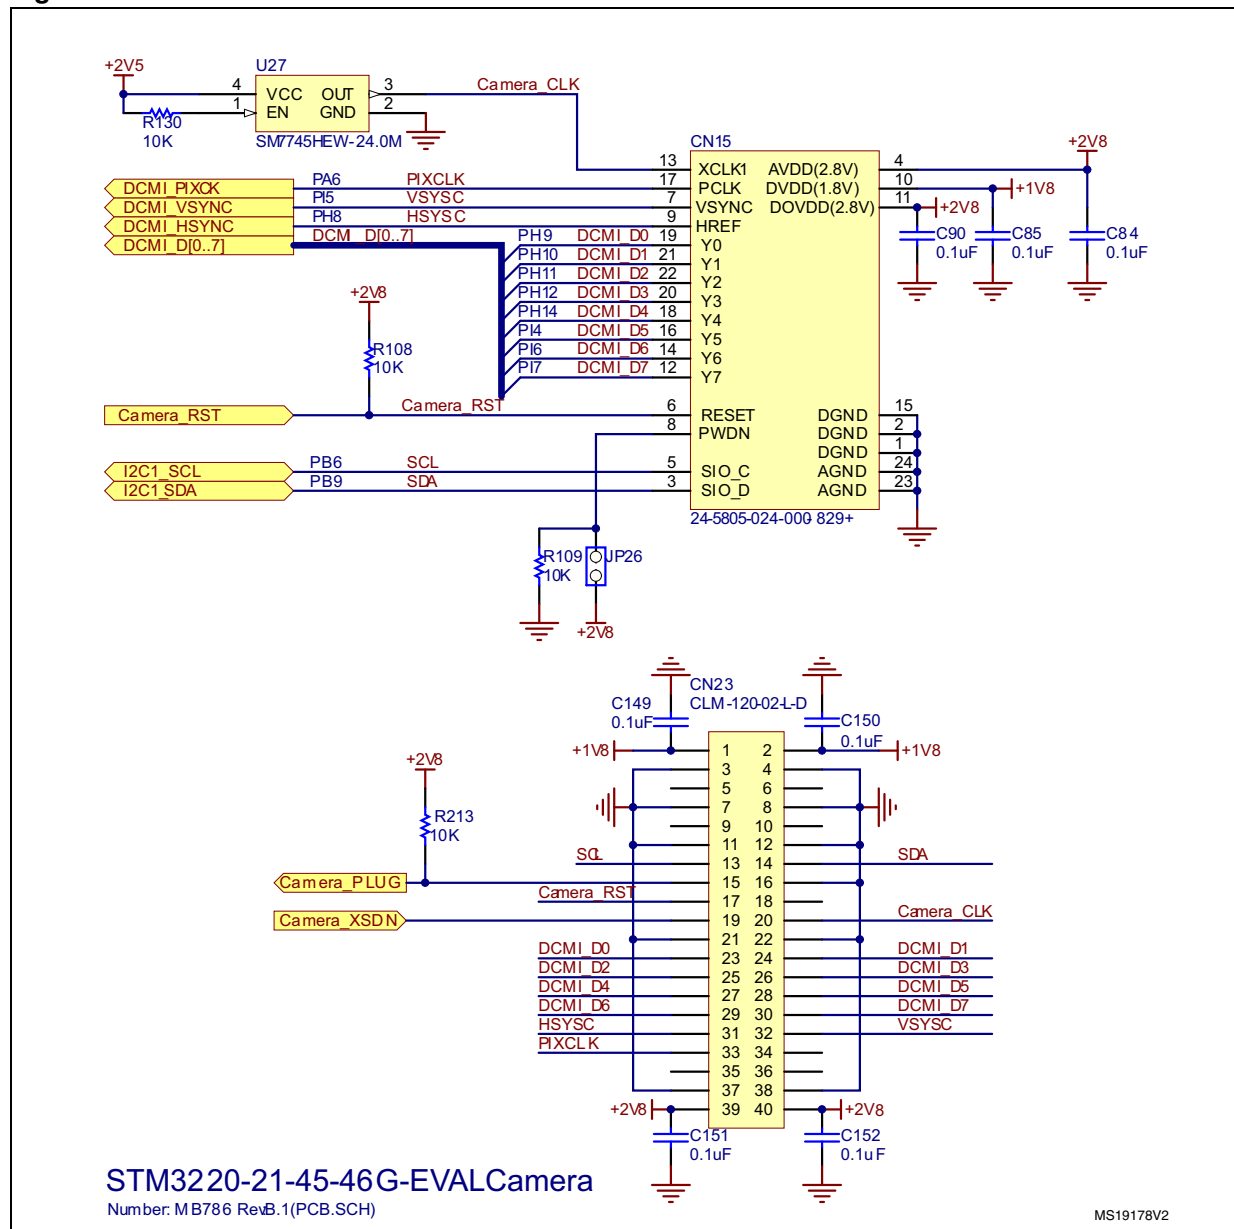 +2V5
U27
4 VCC OUT 3
1 EN GND 2
R130
10K
SM7745HEW-24.0M
Camera_CLK
CN15
+2V8
13 XCLK1 AVDD(2.8V) 4
DCMI_PIXCK PA6 PIXCLK 17 PCLK DVDD(1.8V) 10 +1V8
DCMI_VSYNC PI5 VSYSC 7 VSYNC DOVDD(2.8V) 11 +2V8
DCMI_HSYNC PH8 HSYSC 9 HREF
DCMI_D[0..7] DCMI_D[0..7]
PH9 DCMI_D0 19 Y0
PH10 DCMI_D1 21 Y1
PH11 DCMI_D2 22 Y2
PH12 DCMI_D3 20 Y3
PH14 DCMI_D4 18 Y4
PI4 DCMI_D5 16 Y5
PI6 DCMI_D6 14 Y6
PI7 DCMI_D7 12 Y7
C90
0.1uF
C85
0.1uF
C84
0.1uF
+2V8
R108
10K
Camera_RST Camera_RST 6 RESET DGND 15
8 PWDN DGND 2
DGND 1
I2C1_SCL PB6 SCL 5 SIO_C AGND 24
I2C1_SDA PB9 SDA 3 SIO_D AGND 23
24-5805-024-000-829+
R109
10K
JP26
+2V8
CN23
CLM-120-02-L-D
C149
0.1uF
C150
0.1uF
+1V8 1 2 +1V8
3 4
5 6
7 8
9 10
11 12
SCL 13 14 SDA
+2V8
R213
10K
Camera_PLUG 15 16
Camera_RST 17 18
Camera_XSDN 19 20 Camera_CLK
21 22
DCMI_D0 23 24 DCMI_D1
DCMI_D2 25 26 DCMI_D3
DCMI_D4 27 28 DCMI_D5
DCMI_D6 29 30 DCMI_D7
HSYSC 31 32 VSYSC
PIXCLK 33 34
35 36
37 38
+2V8 39 40 +2V8
C151
0.1uF
C152
0.1uF
STM3220-21-45-46G-EVALCamera
Number: MB786 RevB.1(PCB.SCH)
MS19178V2